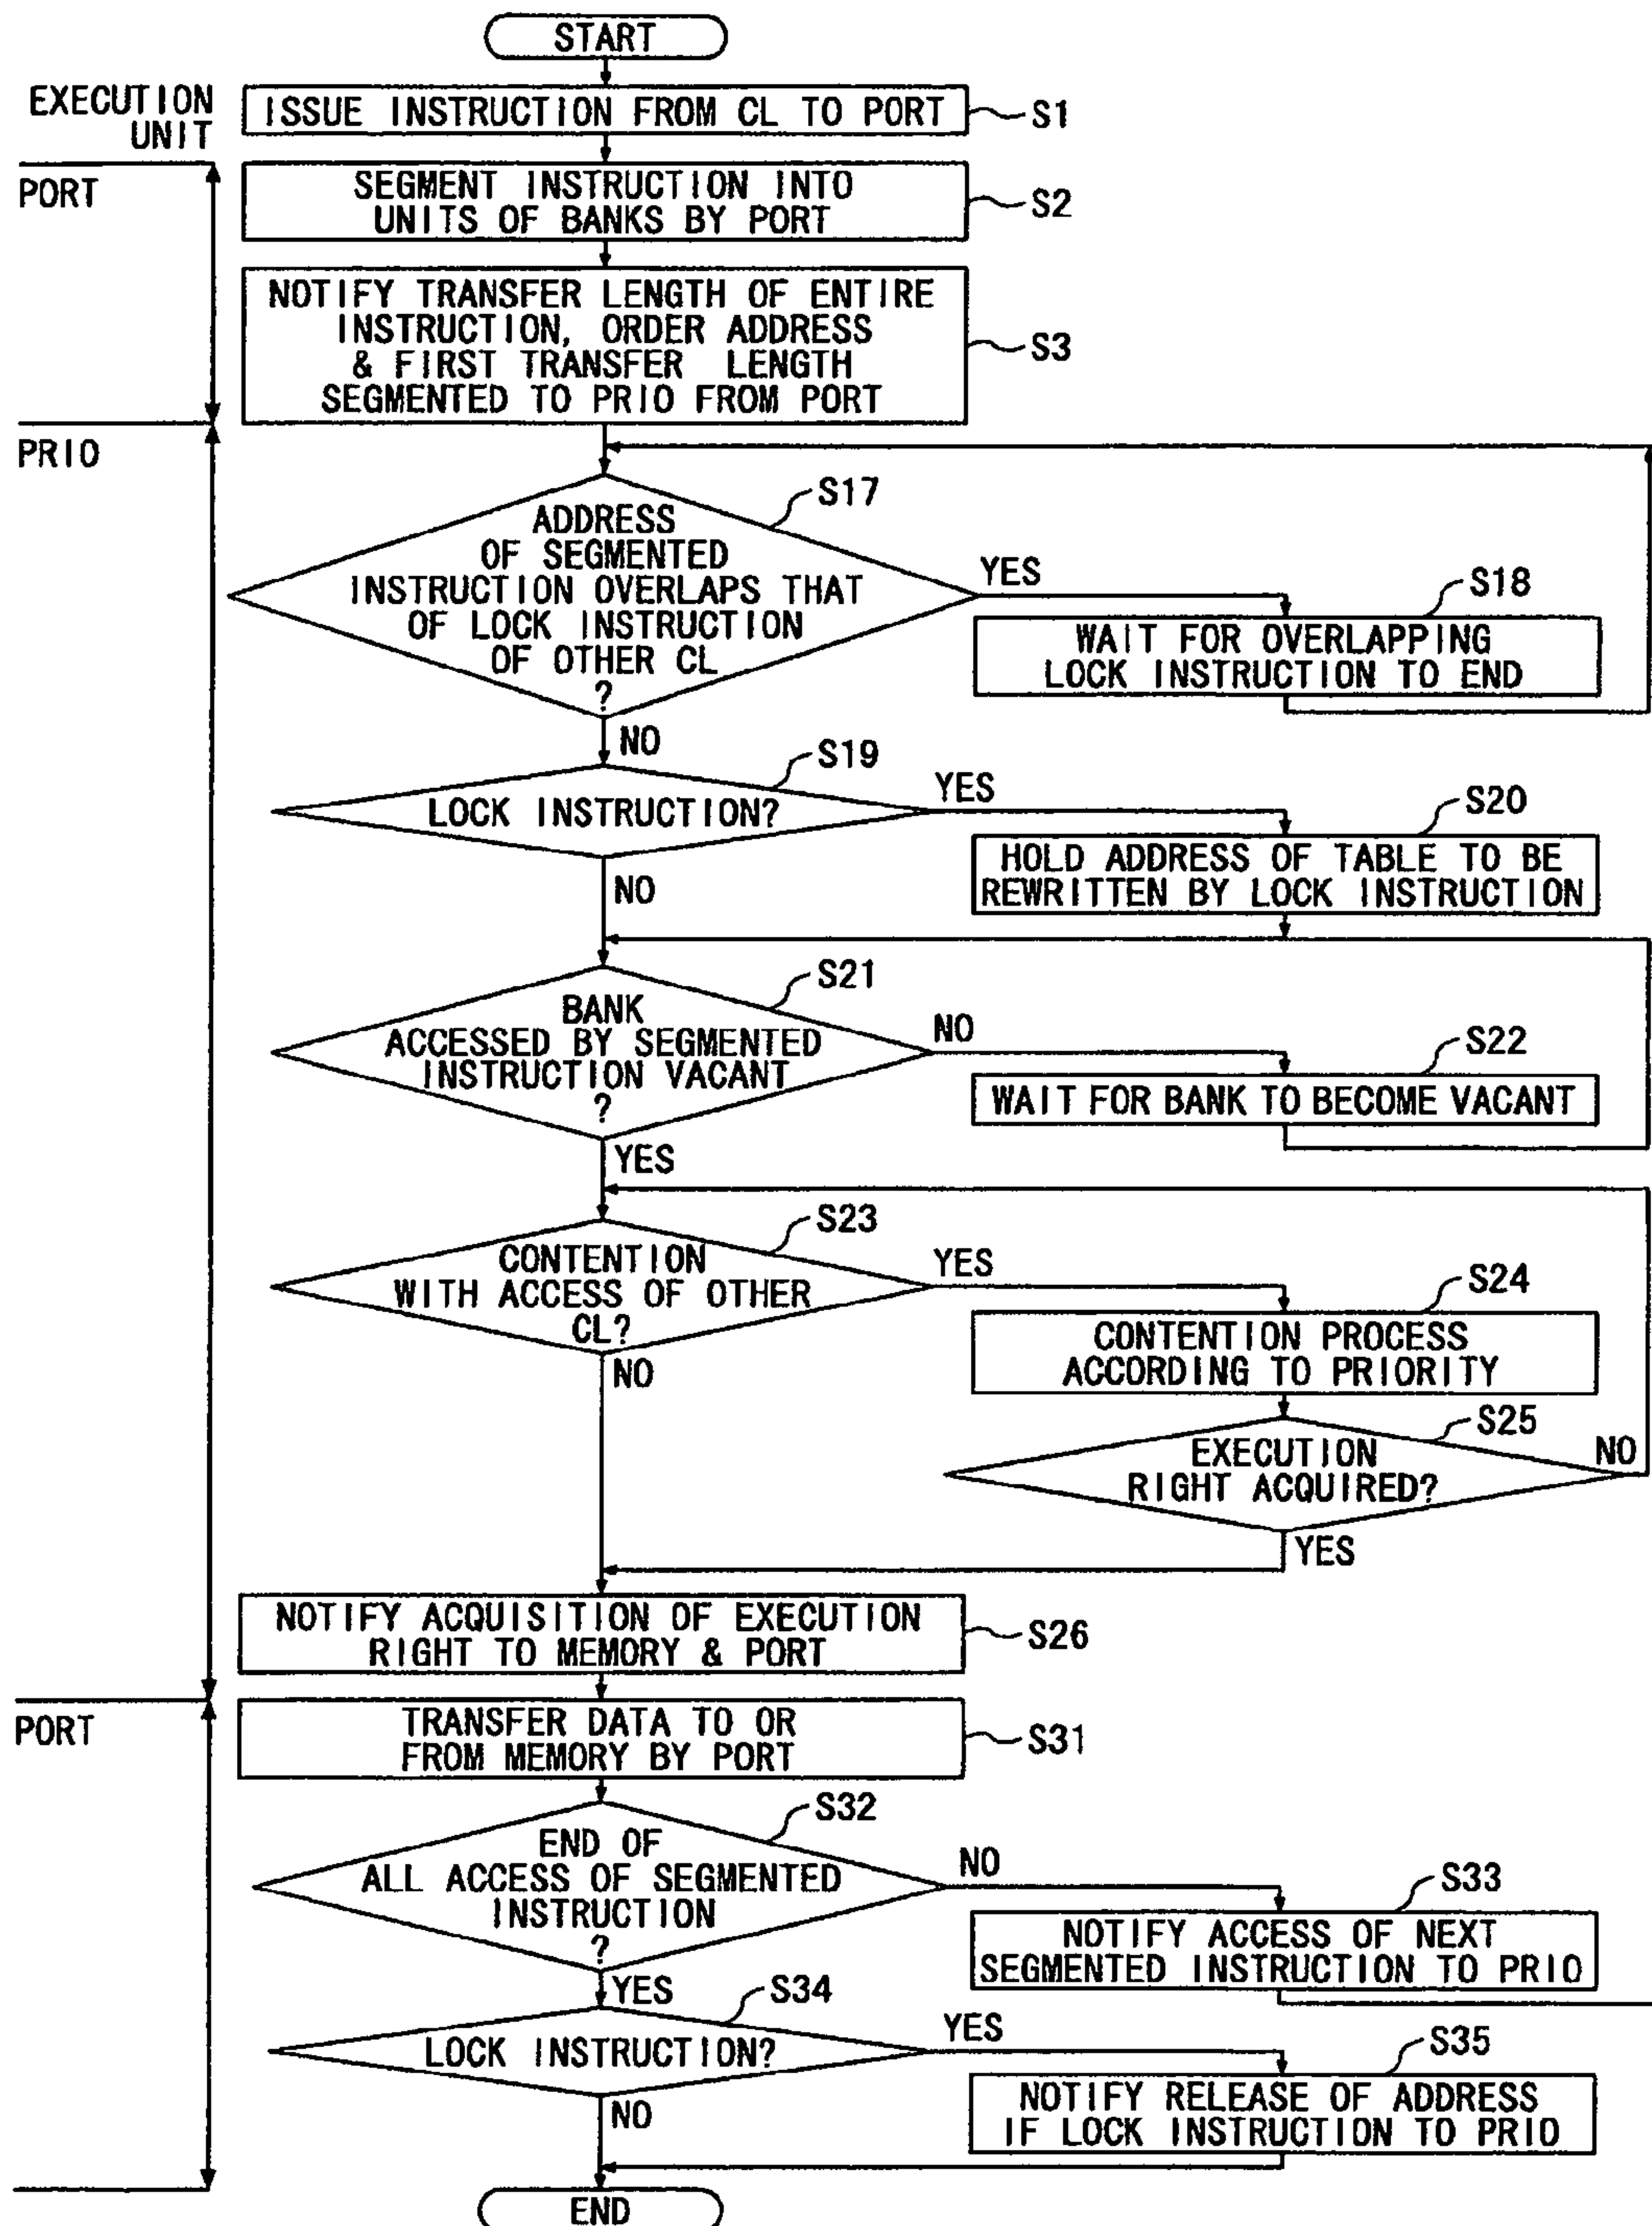 START
EXECUTION
UNIT
ISSUE INSTRUCTION FROM CL TO PORT
S1
PORT
SEGMENT INSTRUCTION INTO
UNITS OF BANKS BY PORT
S2
NOTIFY TRANSFER LENGTH OF ENTIRE
INSTRUCTION, ORDER ADDRESS
& FIRST TRANSFER LENGTH
SEGMENTED TO PRIO FROM PORT
S3
PRIO
S17
ADDRESS
OF SEGMENTED
INSTRUCTION OVERLAPS THAT
OF LOCK INSTRUCTION
OF OTHER CL
?
YES
S18
WAIT FOR OVERLAPPING
LOCK INSTRUCTION TO END
NO
S19
LOCK INSTRUCTION?
YES
S20
HOLD ADDRESS OF TABLE TO BE
REWRITTEN BY LOCK INSTRUCTION
NO
S21
BANK
ACCESSED BY SEGMENTED
INSTRUCTION VACANT
?
NO
S22
WAIT FOR BANK TO BECOME VACANT
YES
S23
CONTENTION
WITH ACCESS OF OTHER
CL?
YES
S24
CONTENTION PROCESS
ACCORDING TO PRIORITY
NO
S25
EXECUTION
RIGHT ACQUIRED?
NO
YES
NOTIFY ACQUISITION OF EXECUTION
RIGHT TO MEMORY & PORT
S26
PORT
TRANSFER DATA TO OR
FROM MEMORY BY PORT
S31
S32
END OF
ALL ACCESS OF SEGMENTED
INSTRUCTION
?
NO
S33
NOTIFY ACCESS OF NEXT
SEGMENTED INSTRUCTION TO PRIO
YES
S34
LOCK INSTRUCTION?
YES
S35
NOTIFY RELEASE OF ADDRESS
IF LOCK INSTRUCTION TO PRIO
NO
END